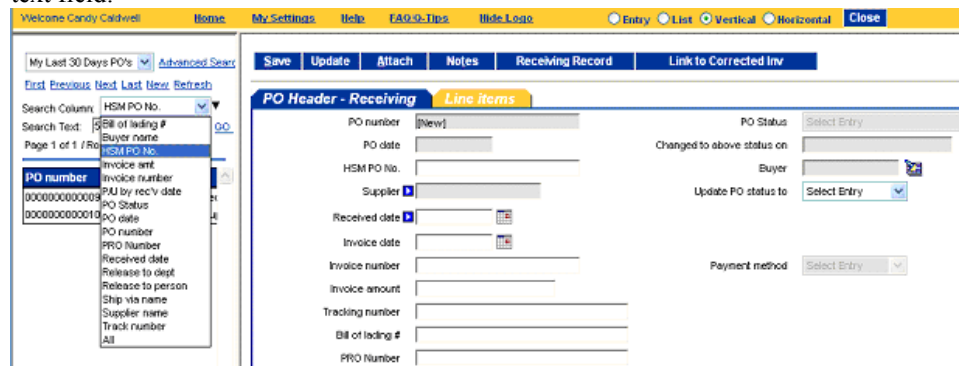 text field.
Welcome Candy Caldwell Home My Settings Help FAQ/Q-Tips Hide Logo Entry List Vertical Horizontal Close
My Last 30 Days PO's Advanced Searc
First Previous Next Last New Refresh
Search Column: HSM PO No.
Search Text: GO
Page 1 of 1 / Ro
Bill of lading #
Buyer name
HSM PO No.
Invoice amt
Invoice number
P/U by rec'v date
PO Status
PO date
PO number
PRO Number
Received date
Release to dept
Release to person
Ship via name
Supplier name
Track number
All
PO number
0000000000009
0000000000010
Save Update Attach Notes Receiving Record Link to Corrected Inv
PO Header - Receiving Line items
PO number [New] PO Status Select Entry
PO date Changed to above status on
HSM PO No. Buyer
Supplier Update PO status to Select Entry
Received date
Invoice date
Invoice number Payment method Select Entry
Invoice amount
Tracking number
Bill of lading #
PRO Number